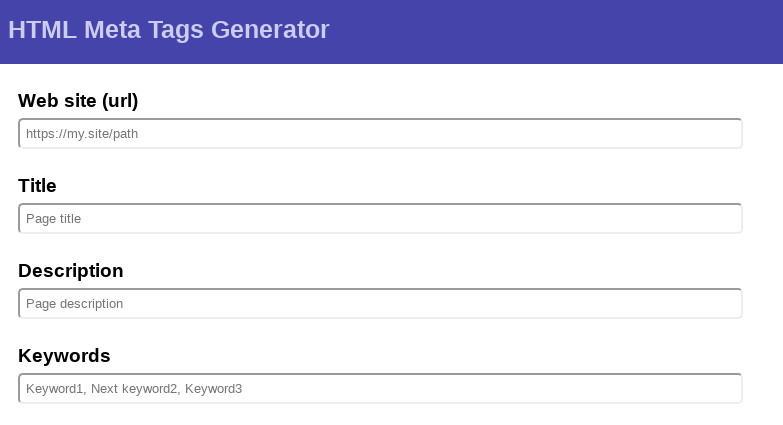 HTML Meta Tags Generator
Web site (url)
https://my.site/path
Title
Page title
Description
Page description
Keywords
Keyword1, Next keyword2, Keyword3